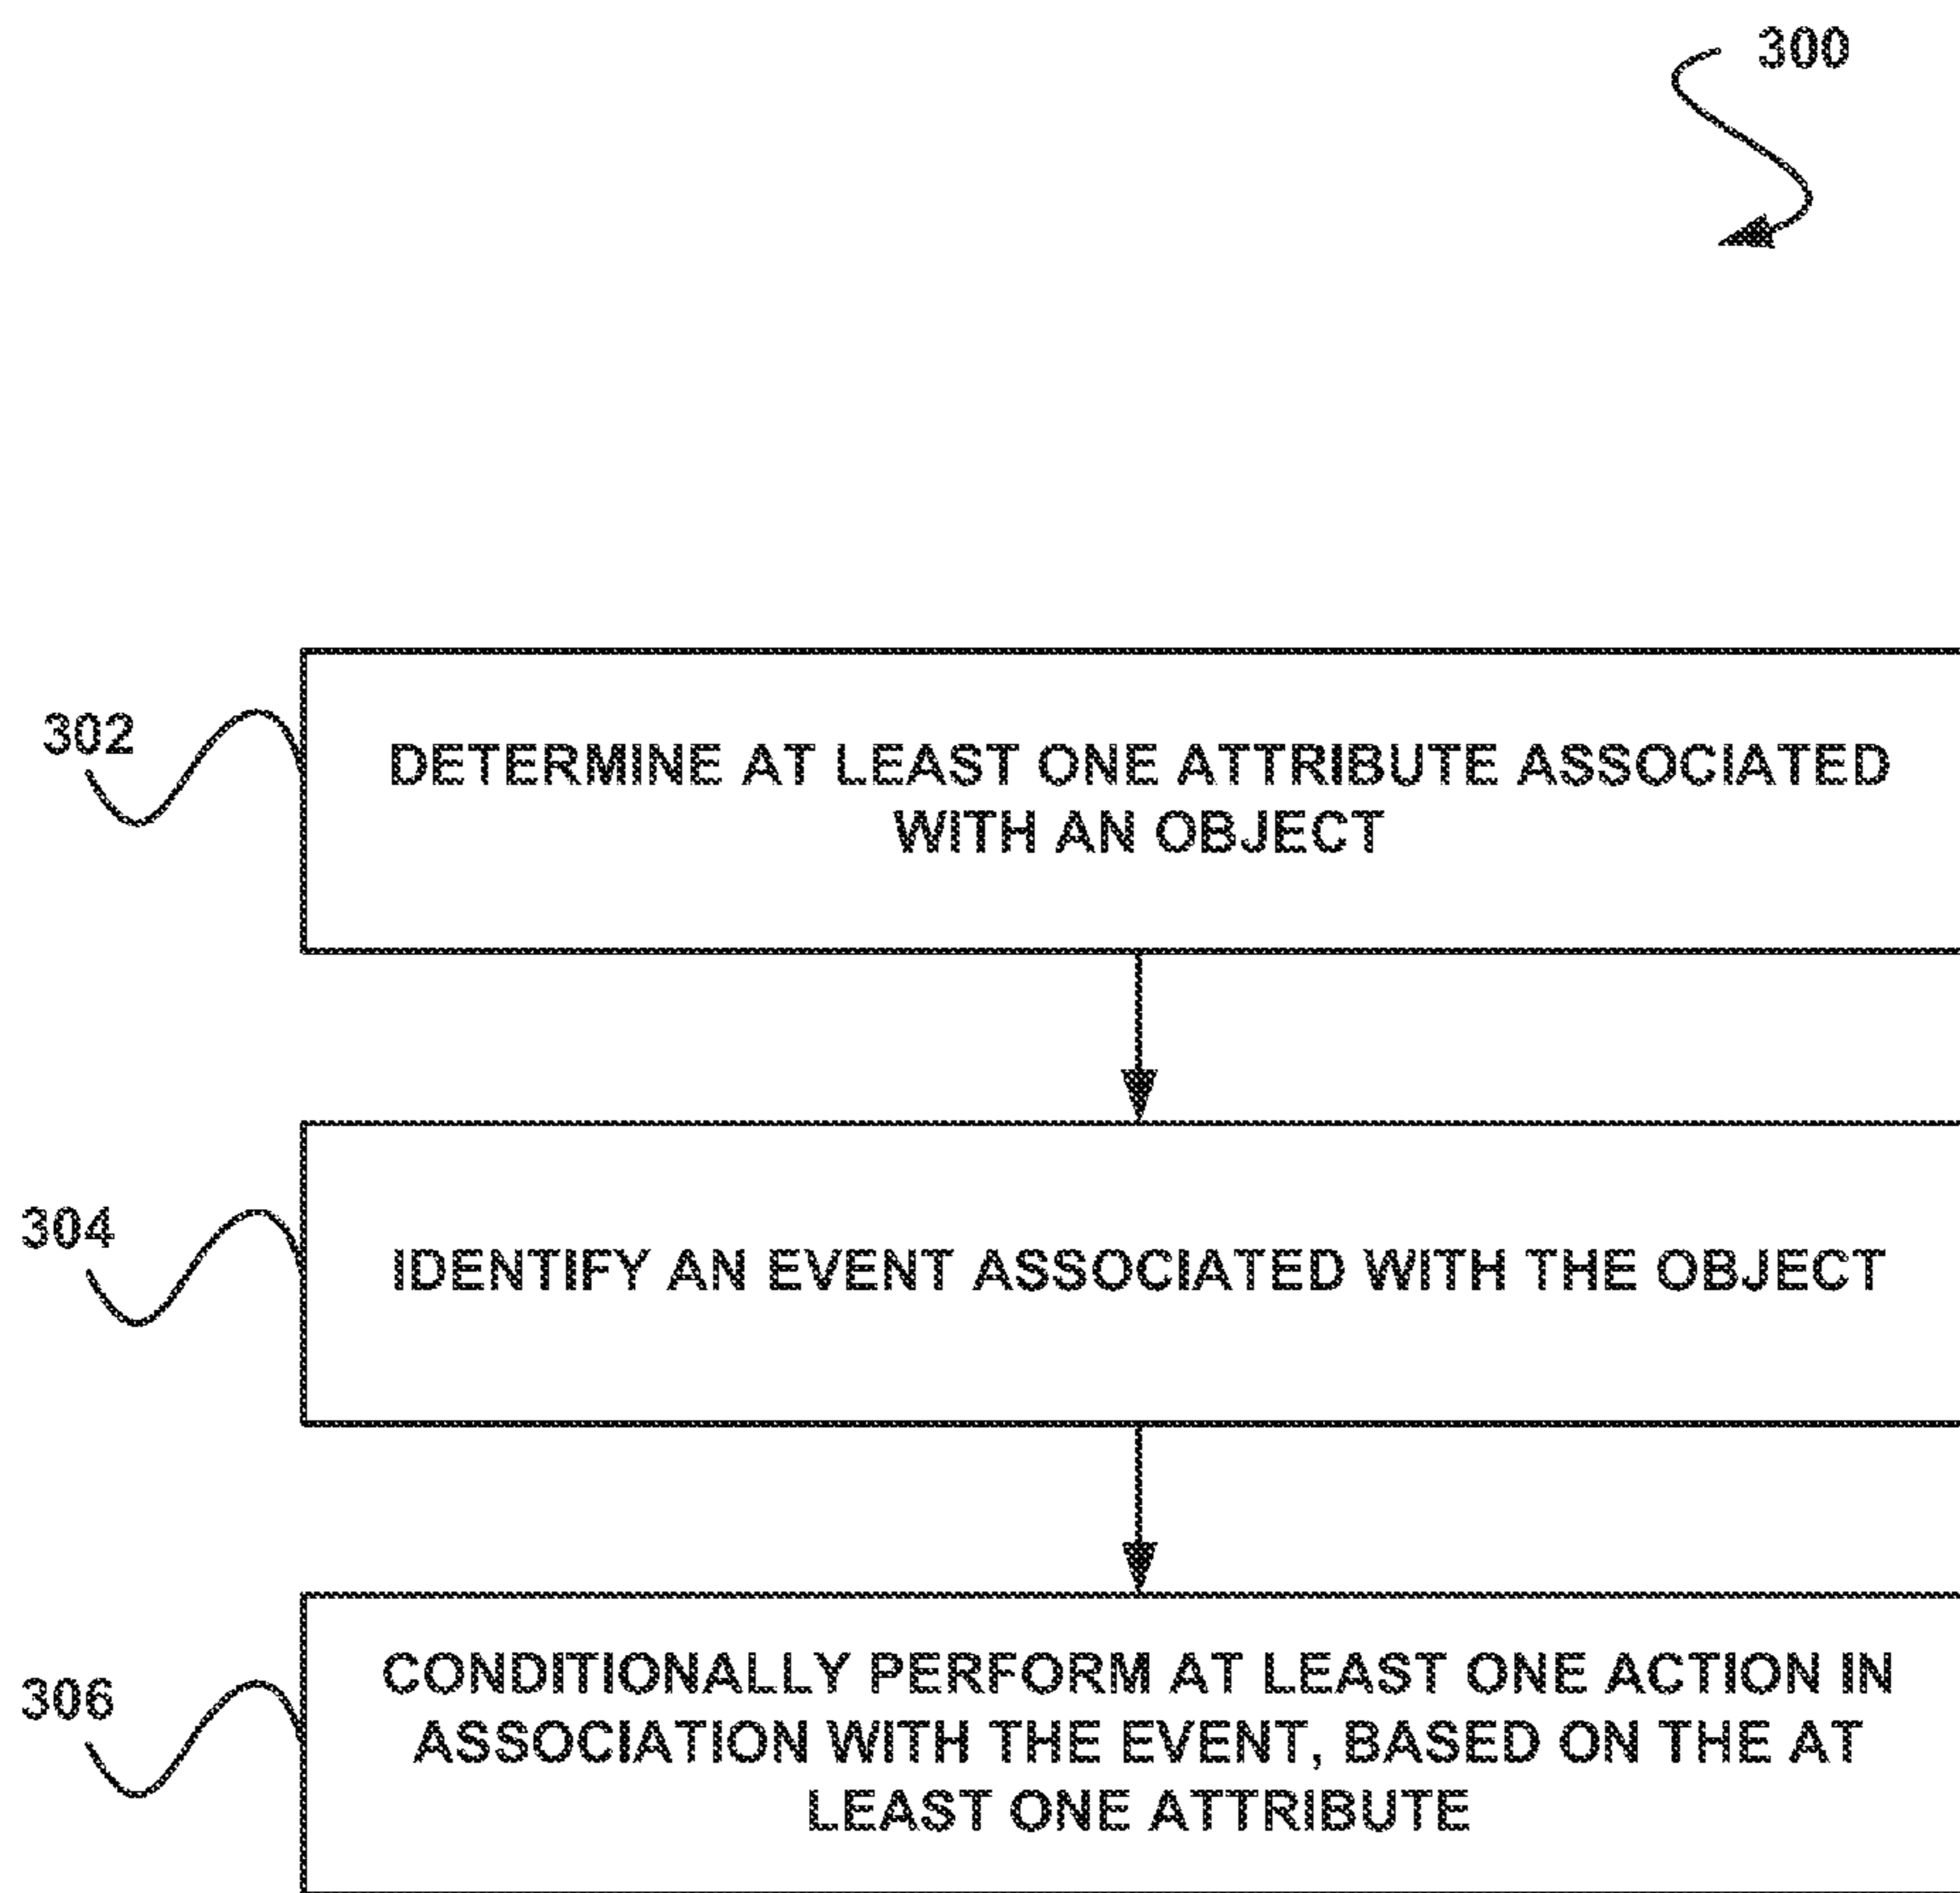 300
302
DETERMINE AT LEAST ONE ATTRIBUTE ASSOCIATED
WITH AN OBJECT
304
IDENTIFY AN EVENT ASSOCIATED WITH THE OBJECT
306
CONDITIONALLY PERFORM AT LEAST ONE ACTION IN
ASSOCIATION WITH THE EVENT, BASED ON THE AT
LEAST ONE ATTRIBUTE